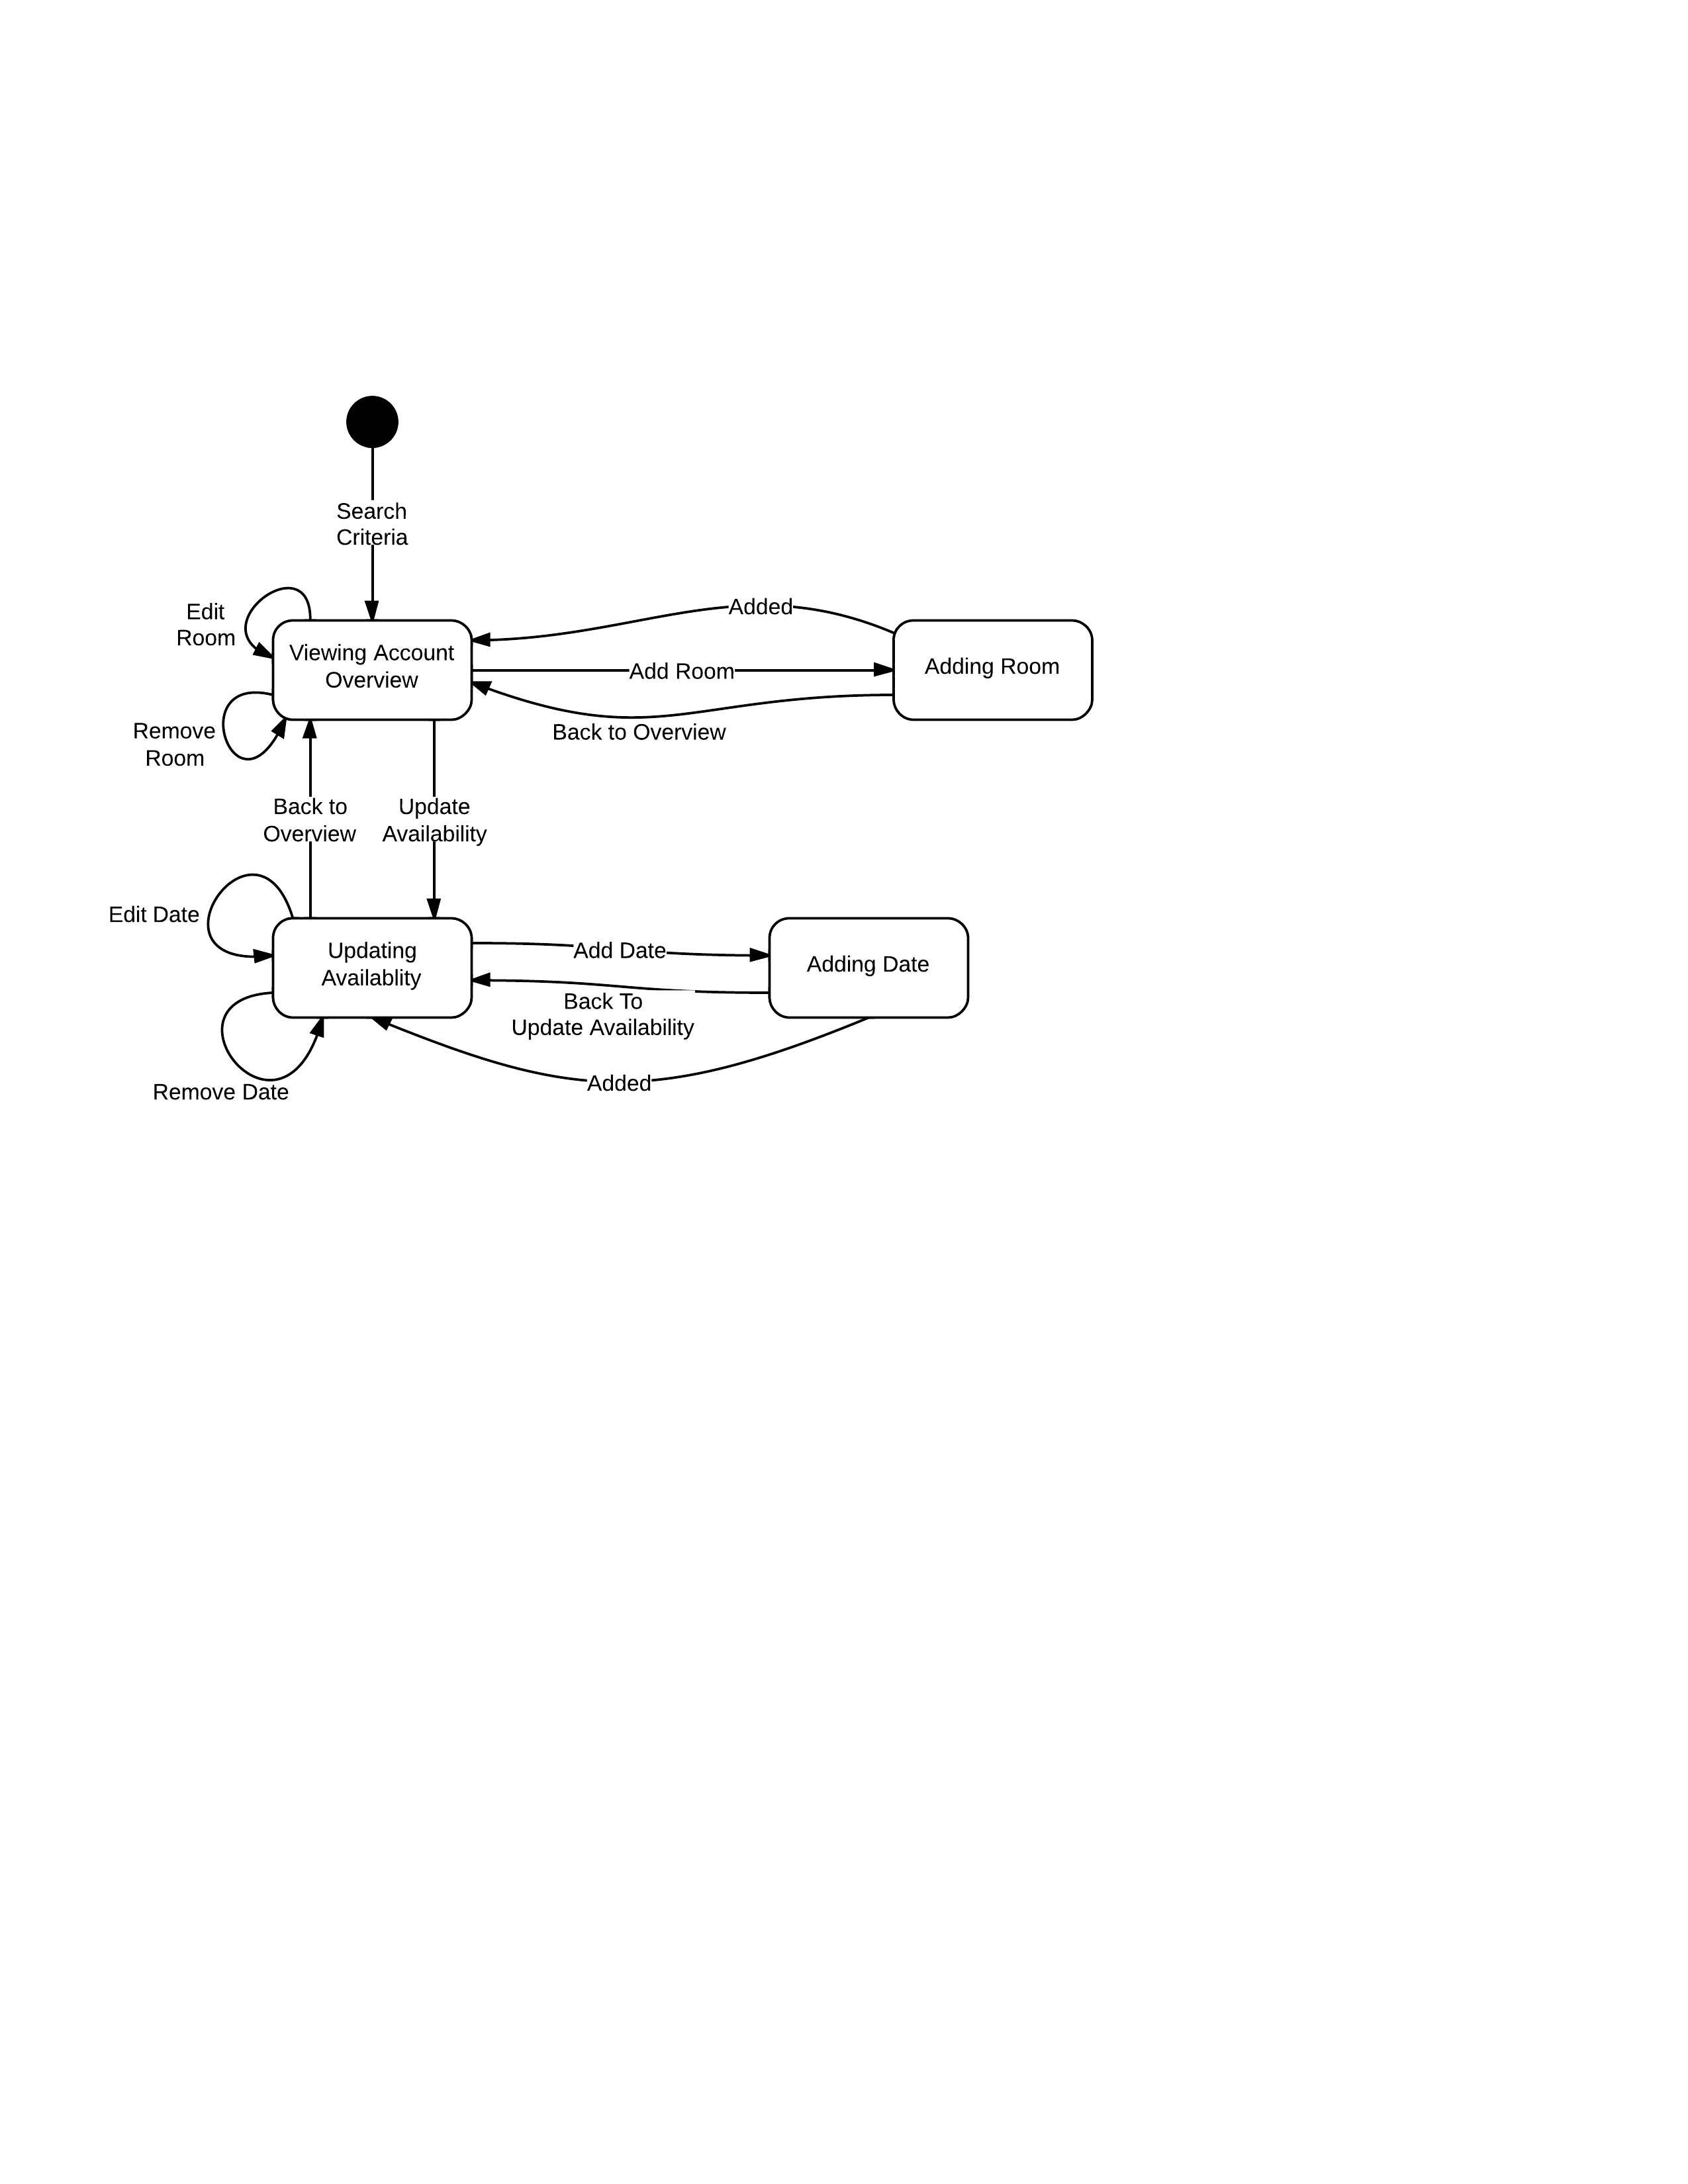 Search
Criteria
Edit
Room
Added
Viewing Account
Overview
Add Room
Adding Room
Remove
Room
Back to Overview
Back to
Overview
Update
Availability
Edit Date
Updating
Availablity
Add Date
Adding Date
Back To
Update Availability
Added
Remove Date